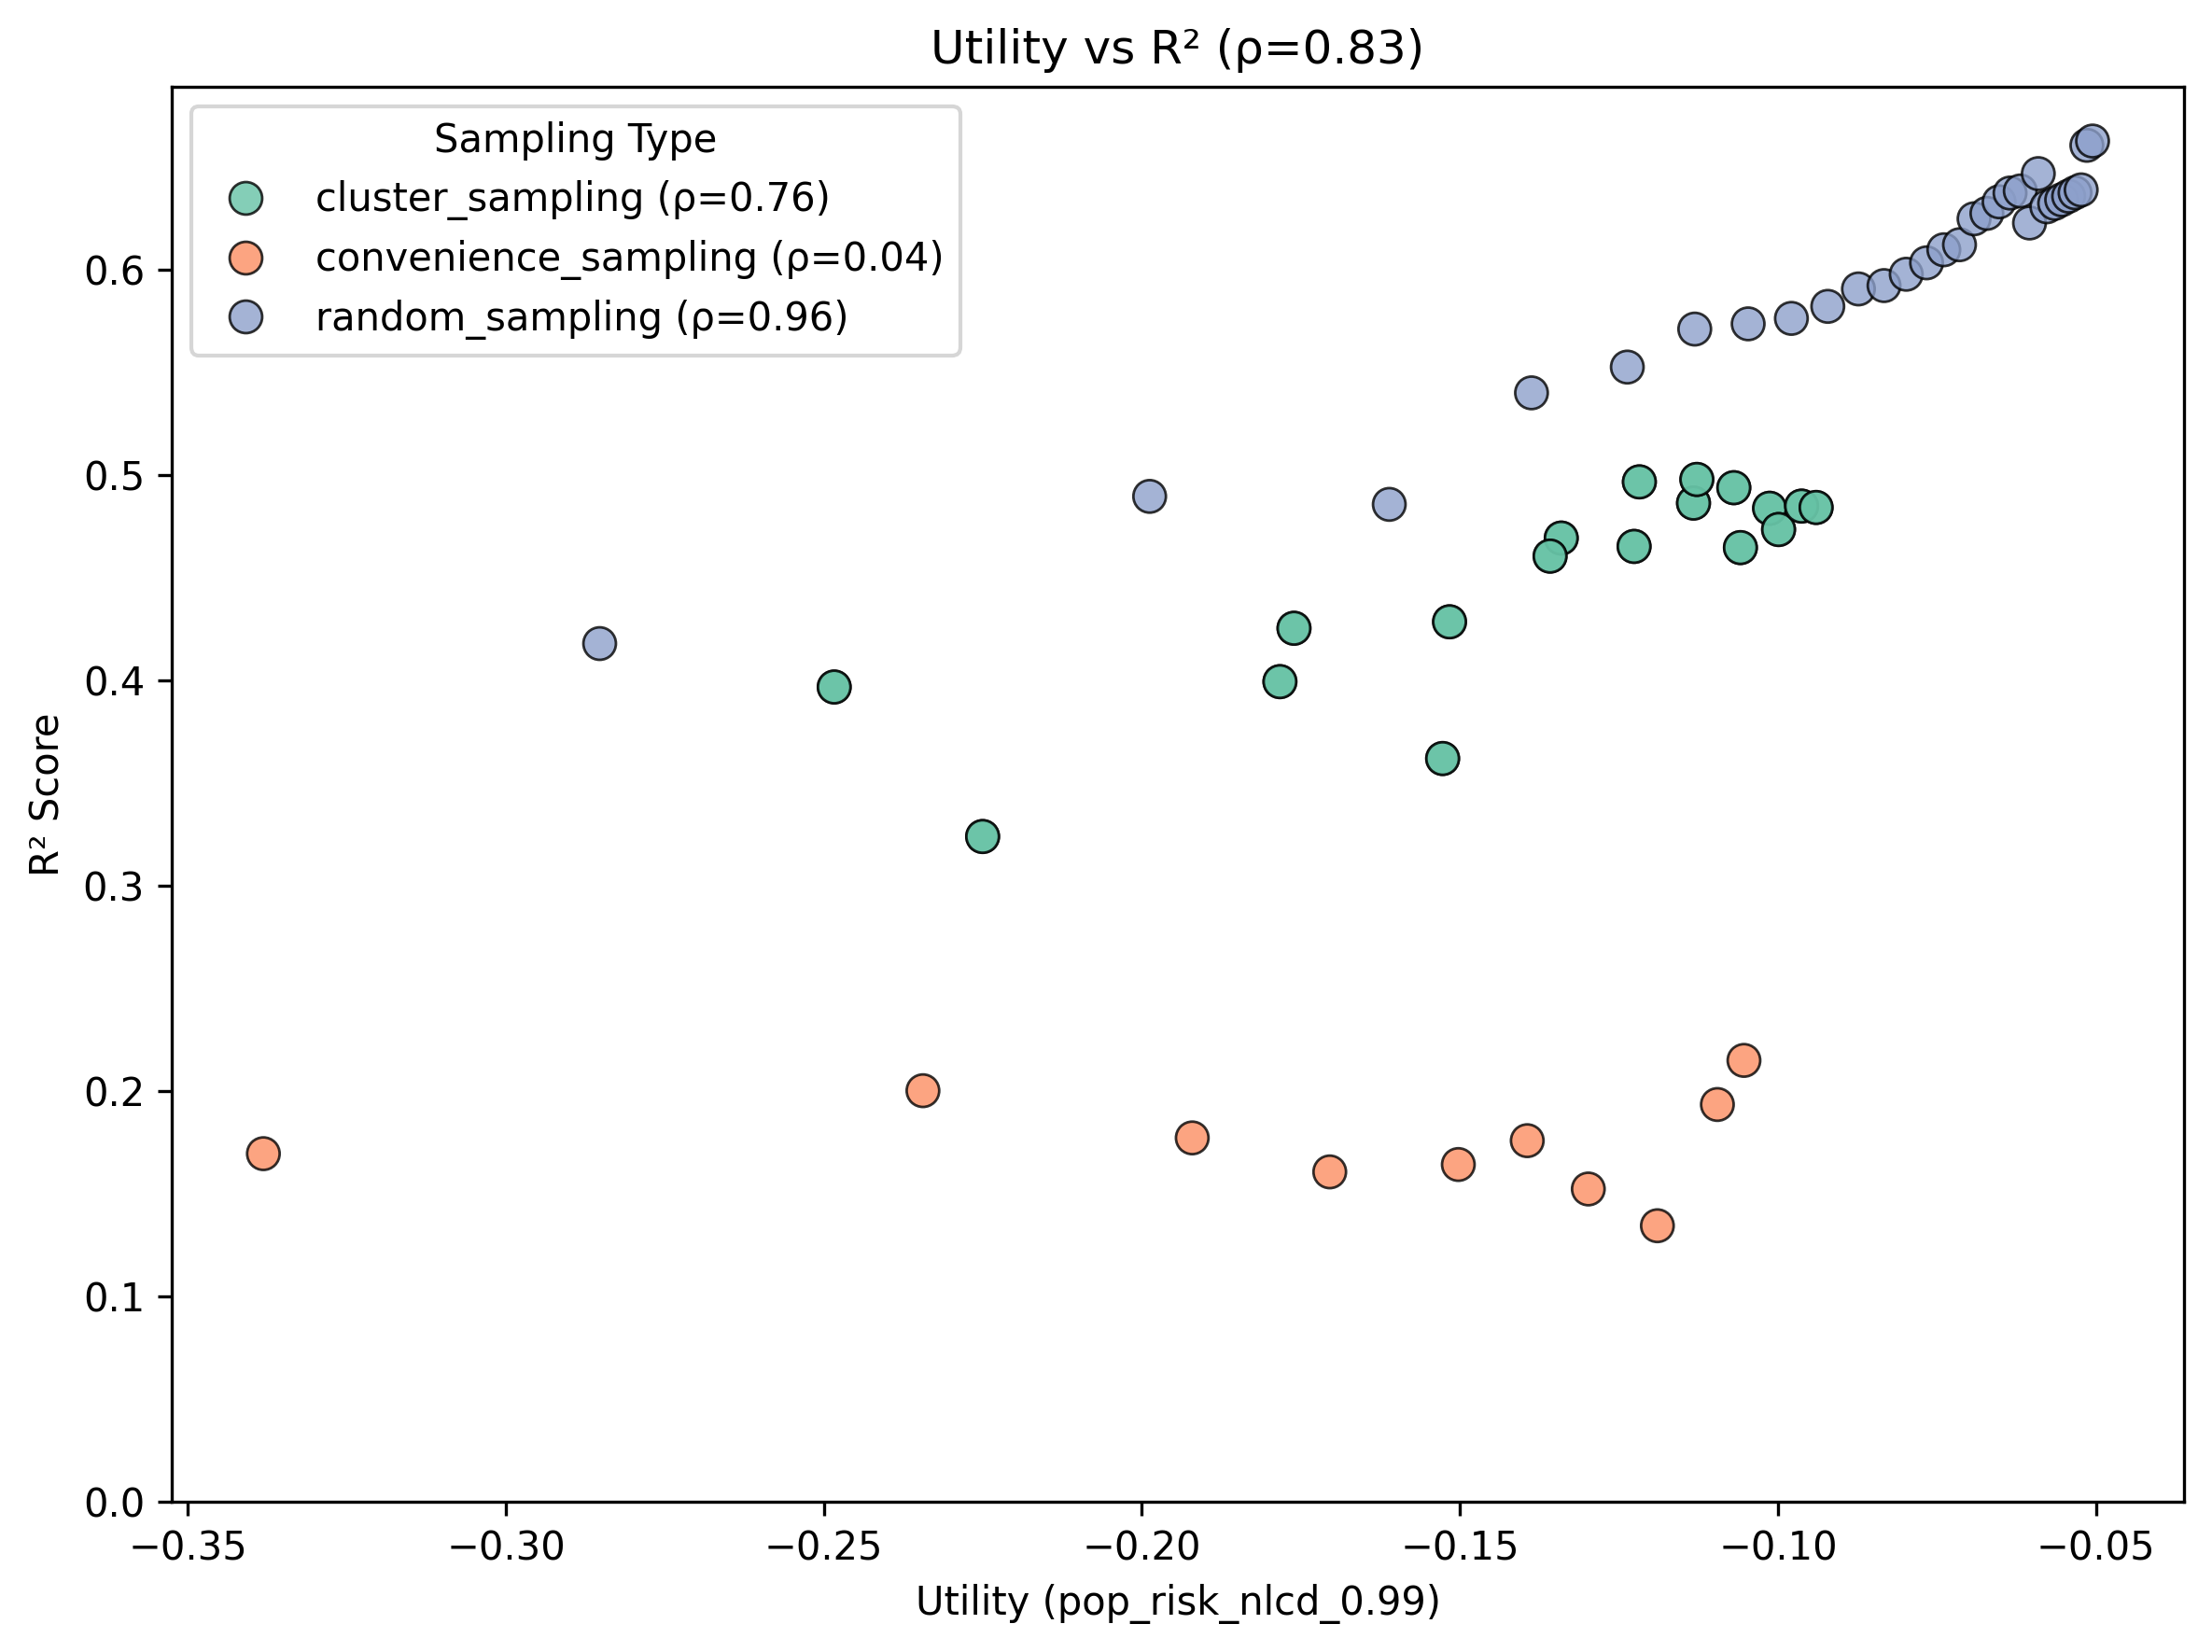 Utility vs R² (ρ=0.83)
Sampling Type
cluster_sampling (ρ=0.76)
convenience_sampling (ρ=0.04)
random_sampling (ρ=0.96)
R² Score
0.6
0.5
0.4
0.3
0.2
0.1
0.0
−0.35 −0.30 −0.25 −0.20 −0.15 −0.10 −0.05
Utility (pop_risk_nlcd_0.99)